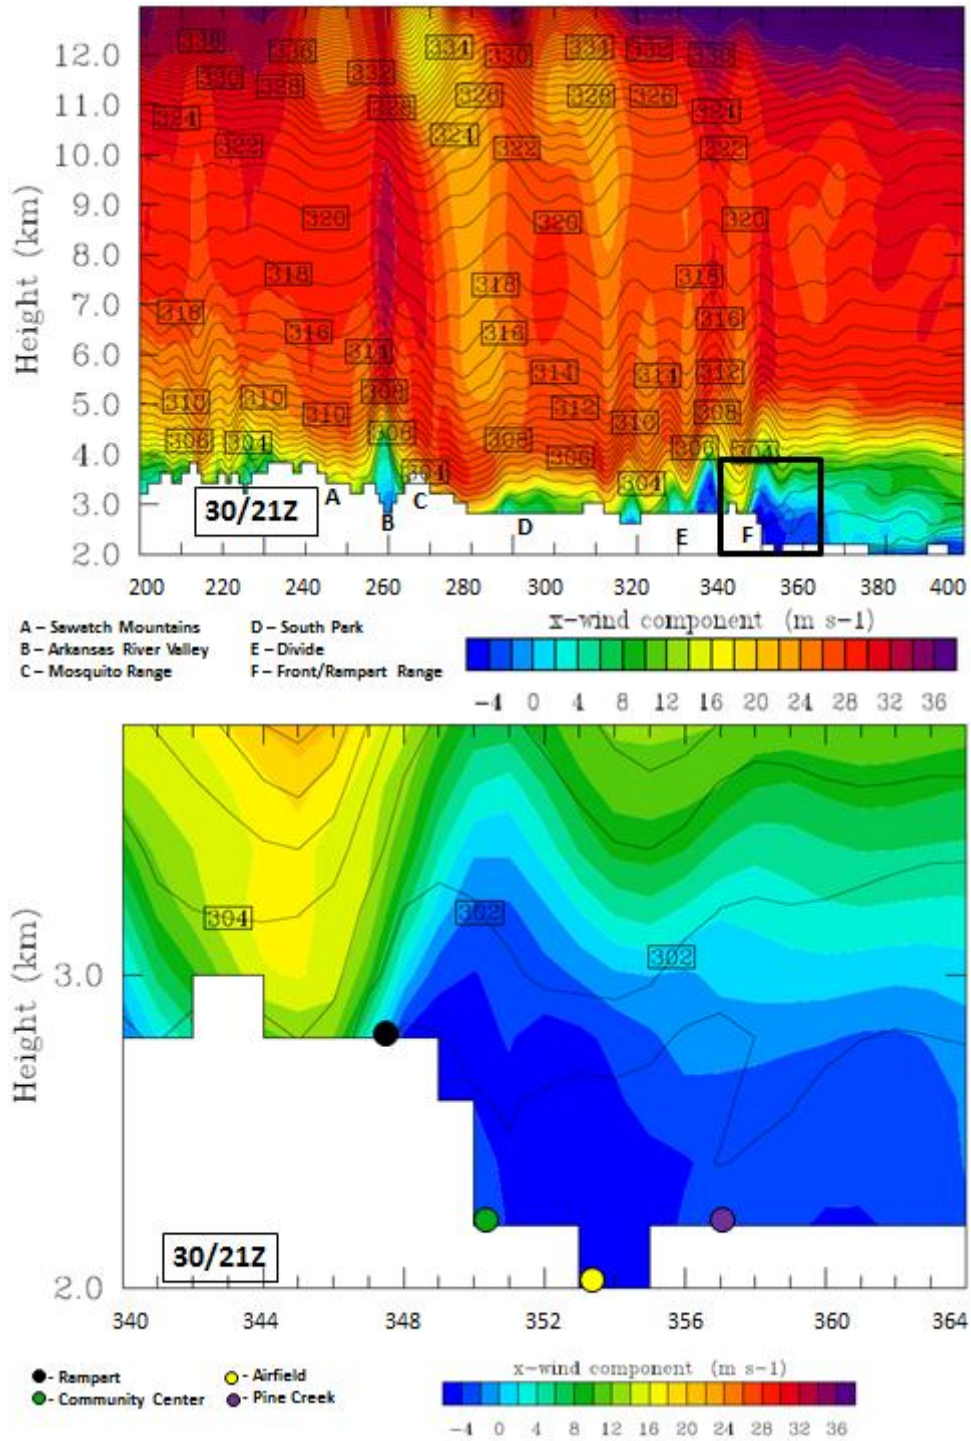 338
336
334
330
334
332
330
12.0
330
328
332
328
326
328
326
11.0
324
324
324
322
322
322
10.0
9.0
320
320
320
8.0
318
318
318
Height (km)
7.0
318
316
316
316
6.0
314
314
314
312
5.0
310
310
310
312
310
308
4.0
306
304
306
308
306
306
304
304
304
3.0
30/21Z
A
B
C
D
E
F
2.0
200 220 240 260 280 300 320 340 360 380 400
A – Sawatch Mountains
B – Arkansas River Valley
C – Mosquito Range
D – South Park
E – Divide
F – Front/Rampart Range
x-wind component (m s-1)
-4 0 4 8 12 16 20 24 28 32 36
304
302
302
Height (km)
3.0
30/21Z
2.0
340 344 348 352 356 360 364
- Rampart
- Community Center
- Airfield
- Pine Creek
x-wind component (m s-1)
-4 0 4 8 12 16 20 24 28 32 36